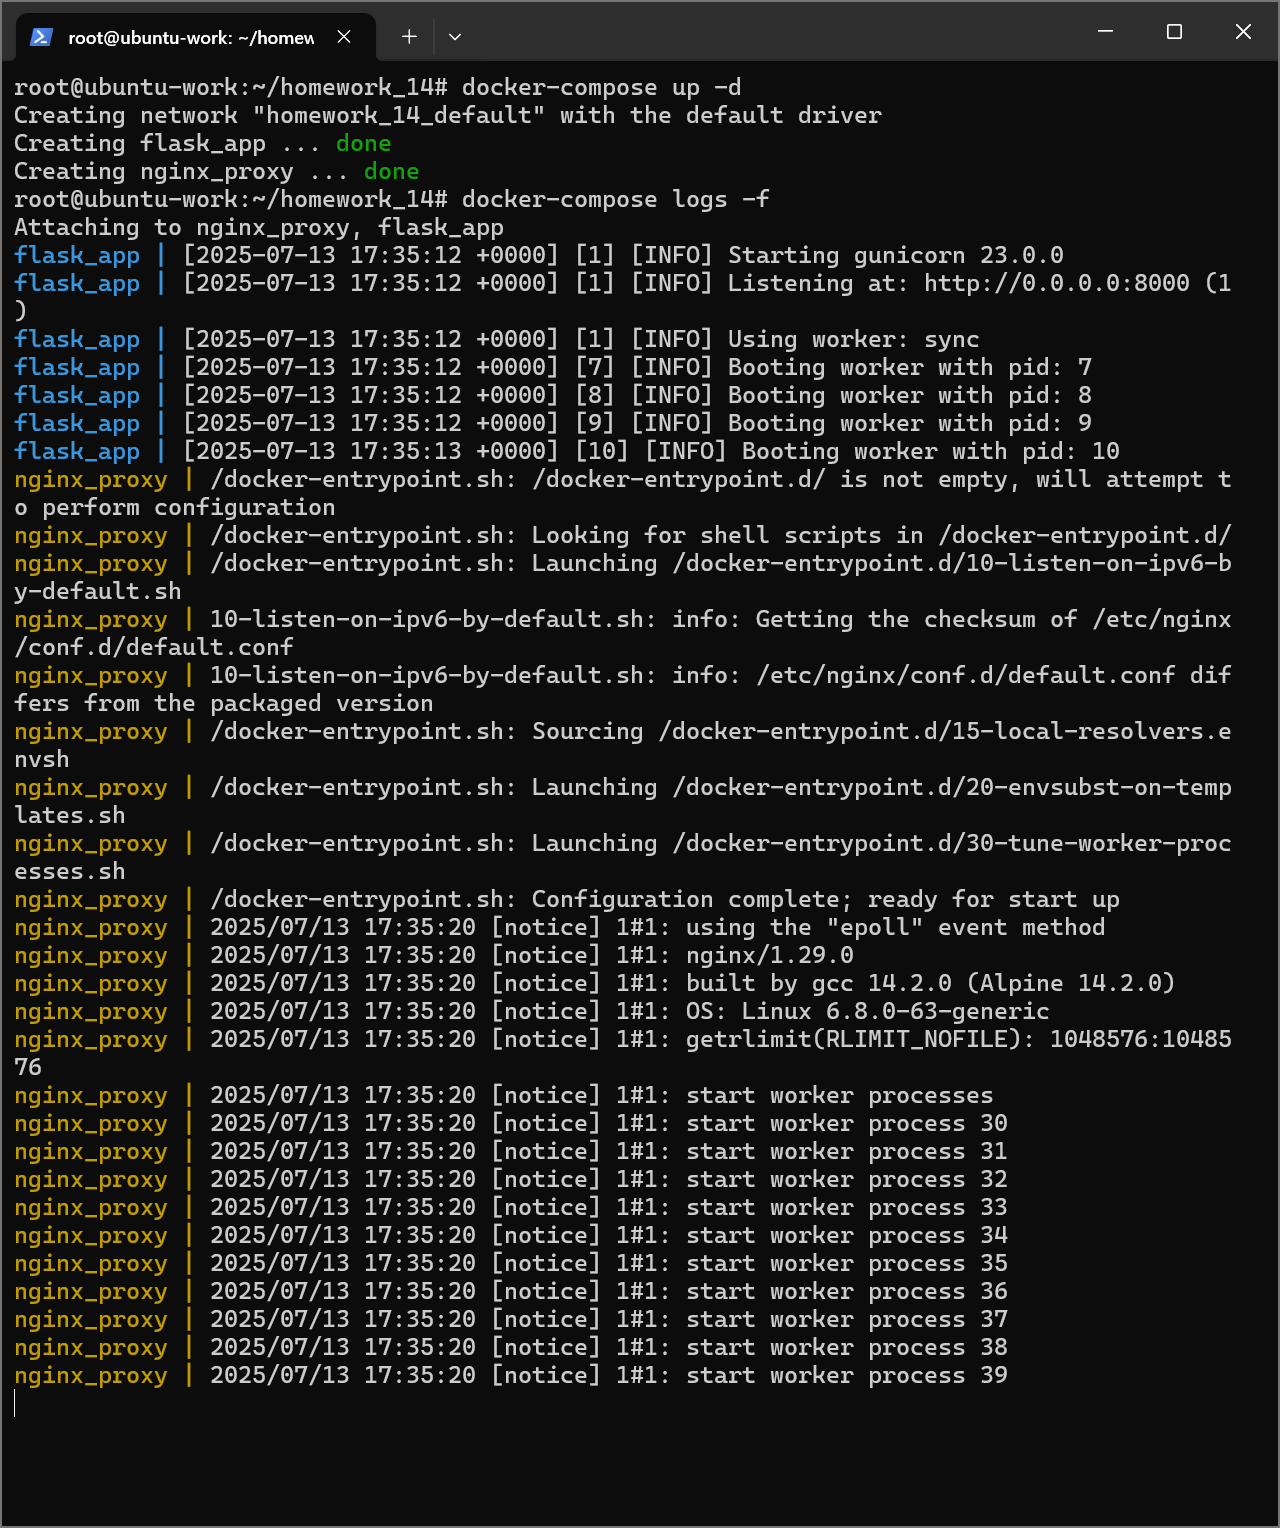 root@ubuntu-work: ~/homew
root@ubuntu-work:~/homework_14# docker-compose up -d
Creating network "homework_14_default" with the default driver
Creating flask_app ... done
Creating nginx_proxy ... done
root@ubuntu-work:~/homework_14# docker-compose logs -f
Attaching to nginx_proxy, flask_app
flask_app | [2025-07-13 17:35:12 +0000] [1] [INFO] Starting gunicorn 23.0.0
flask_app | [2025-07-13 17:35:12 +0000] [1] [INFO] Listening at: http://0.0.0.0:8000 (1
)
flask_app | [2025-07-13 17:35:12 +0000] [1] [INFO] Using worker: sync
flask_app | [2025-07-13 17:35:12 +0000] [7] [INFO] Booting worker with pid: 7
flask_app | [2025-07-13 17:35:12 +0000] [8] [INFO] Booting worker with pid: 8
flask_app | [2025-07-13 17:35:12 +0000] [9] [INFO] Booting worker with pid: 9
flask_app | [2025-07-13 17:35:13 +0000] [10] [INFO] Booting worker with pid: 10
nginx_proxy | /docker-entrypoint.sh: /docker-entrypoint.d/ is not empty, will attempt t
o perform configuration
nginx_proxy | /docker-entrypoint.sh: Looking for shell scripts in /docker-entrypoint.d/
nginx_proxy | /docker-entrypoint.sh: Launching /docker-entrypoint.d/10-listen-on-ipv6-b
y-default.sh
nginx_proxy | 10-listen-on-ipv6-by-default.sh: info: Getting the checksum of /etc/nginx
/conf.d/default.conf
nginx_proxy | 10-listen-on-ipv6-by-default.sh: info: /etc/nginx/conf.d/default.conf dif
fers from the packaged version
nginx_proxy | /docker-entrypoint.sh: Sourcing /docker-entrypoint.d/15-local-resolvers.e
nvsh
nginx_proxy | /docker-entrypoint.sh: Launching /docker-entrypoint.d/20-envsubst-on-temp
lates.sh
nginx_proxy | /docker-entrypoint.sh: Launching /docker-entrypoint.d/30-tune-worker-proc
esses.sh
nginx_proxy | /docker-entrypoint.sh: Configuration complete; ready for start up
nginx_proxy | 2025/07/13 17:35:20 [notice] 1#1: using the "epoll" event method
nginx_proxy | 2025/07/13 17:35:20 [notice] 1#1: nginx/1.29.0
nginx_proxy | 2025/07/13 17:35:20 [notice] 1#1: built by gcc 14.2.0 (Alpine 14.2.0)
nginx_proxy | 2025/07/13 17:35:20 [notice] 1#1: OS: Linux 6.8.0-63-generic
nginx_proxy | 2025/07/13 17:35:20 [notice] 1#1: getrlimit(RLIMIT_NOFILE): 1048576:10485
76
nginx_proxy | 2025/07/13 17:35:20 [notice] 1#1: start worker processes
nginx_proxy | 2025/07/13 17:35:20 [notice] 1#1: start worker process 30
nginx_proxy | 2025/07/13 17:35:20 [notice] 1#1: start worker process 31
nginx_proxy | 2025/07/13 17:35:20 [notice] 1#1: start worker process 32
nginx_proxy | 2025/07/13 17:35:20 [notice] 1#1: start worker process 33
nginx_proxy | 2025/07/13 17:35:20 [notice] 1#1: start worker process 34
nginx_proxy | 2025/07/13 17:35:20 [notice] 1#1: start worker process 35
nginx_proxy | 2025/07/13 17:35:20 [notice] 1#1: start worker process 36
nginx_proxy | 2025/07/13 17:35:20 [notice] 1#1: start worker process 37
nginx_proxy | 2025/07/13 17:35:20 [notice] 1#1: start worker process 38
nginx_proxy | 2025/07/13 17:35:20 [notice] 1#1: start worker process 39